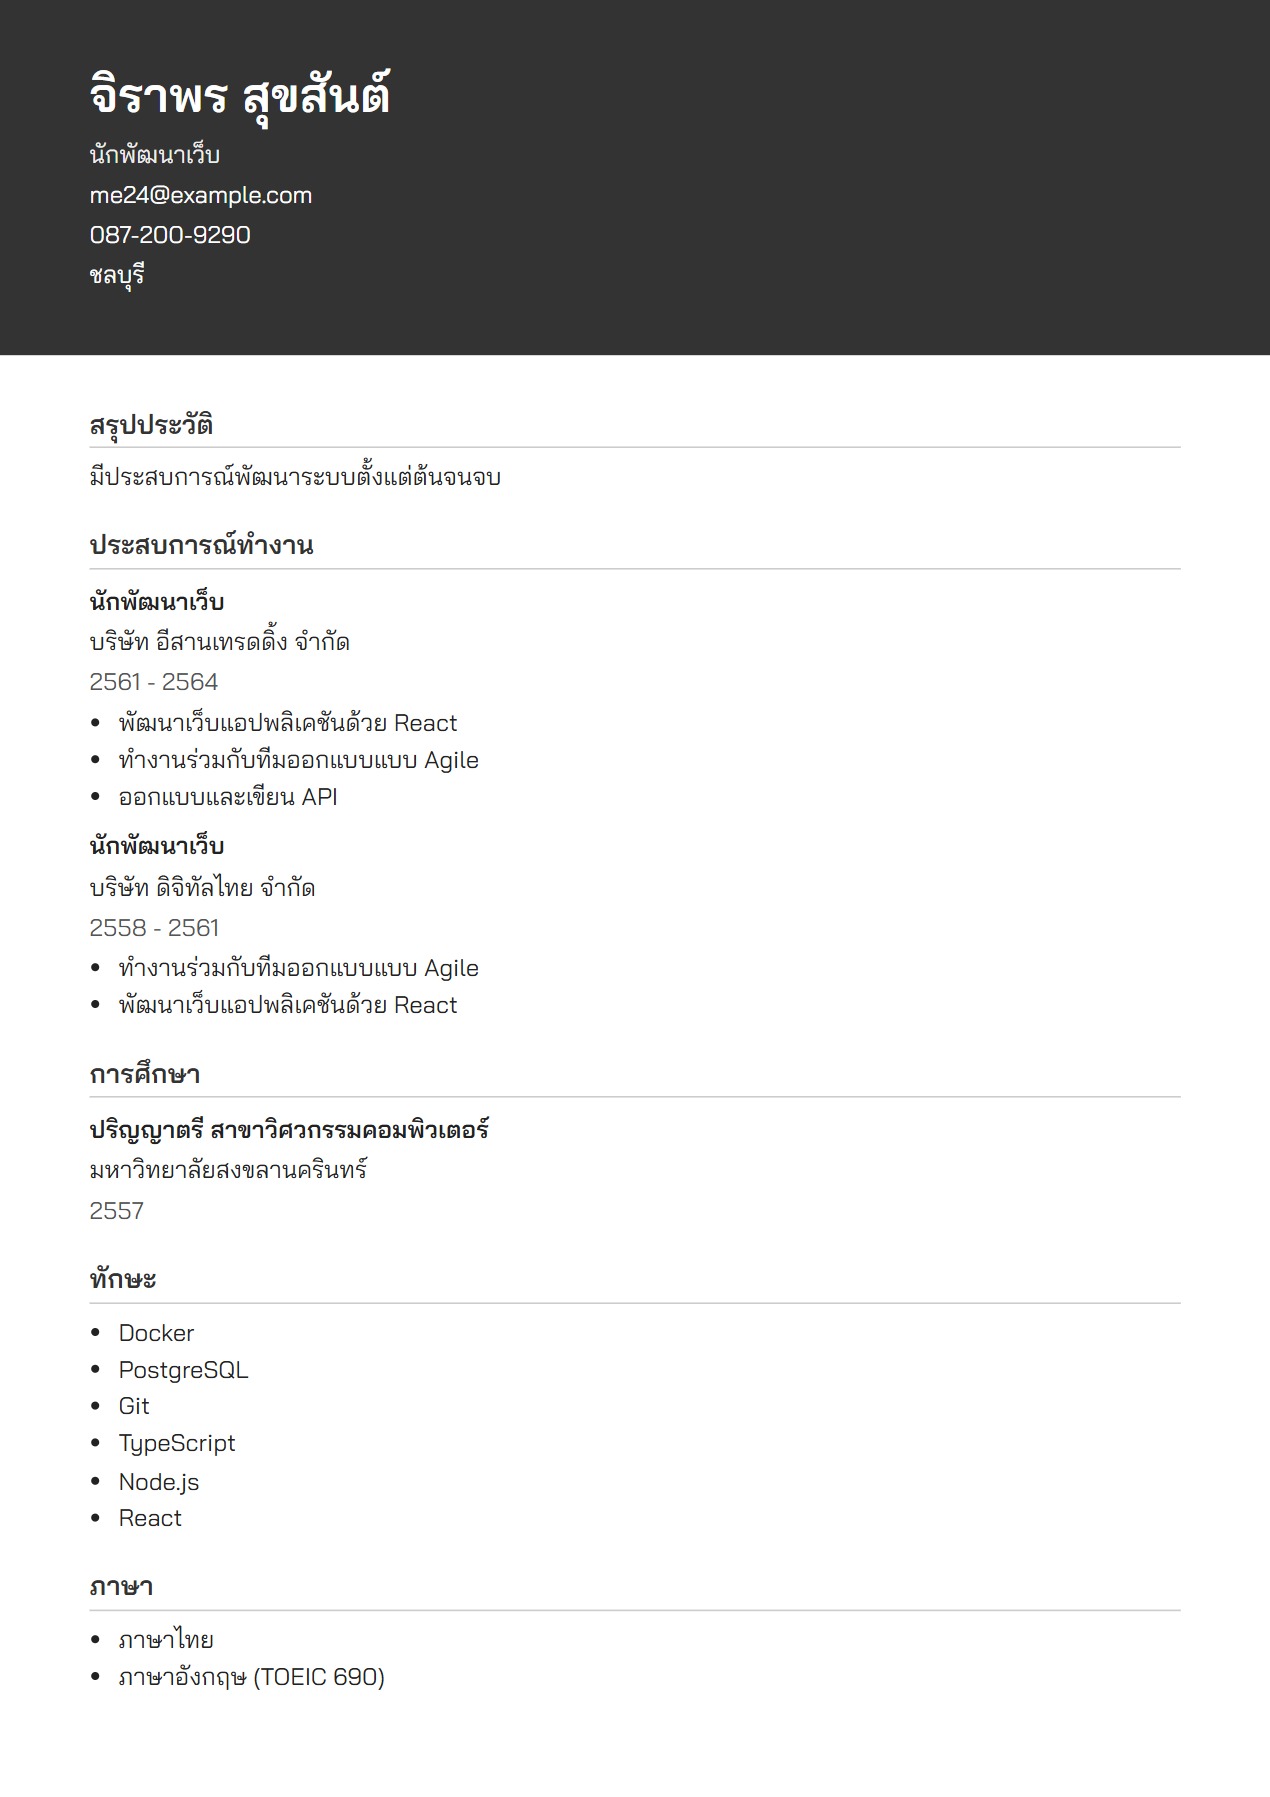 จิราพร สุขสันต์
นักพัฒนาเว็บ
me24@example.com
087-200-9290
ชลบุรี
สรุปประวัติ
มีประสบการณ์พัฒนาระบบตั้งแต่ต้นจนจบ
ประสบการณ์ทำงาน
นักพัฒนาเว็บ
บริษัท อีสานเทรดดิ้ง จำกัด
2561 - 2564
• พัฒนาเว็บแอปพลิเคชันด้วย React
• ทำงานร่วมกับทีมออกแบบแบบ Agile
• ออกแบบและเขียน API
นักพัฒนาเว็บ
บริษัท ดิจิทัลไทย จำกัด
2558 - 2561
• ทำงานร่วมกับทีมออกแบบแบบ Agile
• พัฒนาเว็บแอปพลิเคชันด้วย React
การศึกษา
ปริญญาตรี สาขาวิศวกรรมคอมพิวเตอร์
มหาวิทยาลัยสงขลานครินทร์
2557
ทักษะ
• Docker
• PostgreSQL
• Git
• TypeScript
• Node.js
• React
ภาษา
• ภาษาไทย
• ภาษาอังกฤษ (TOEIC 690)